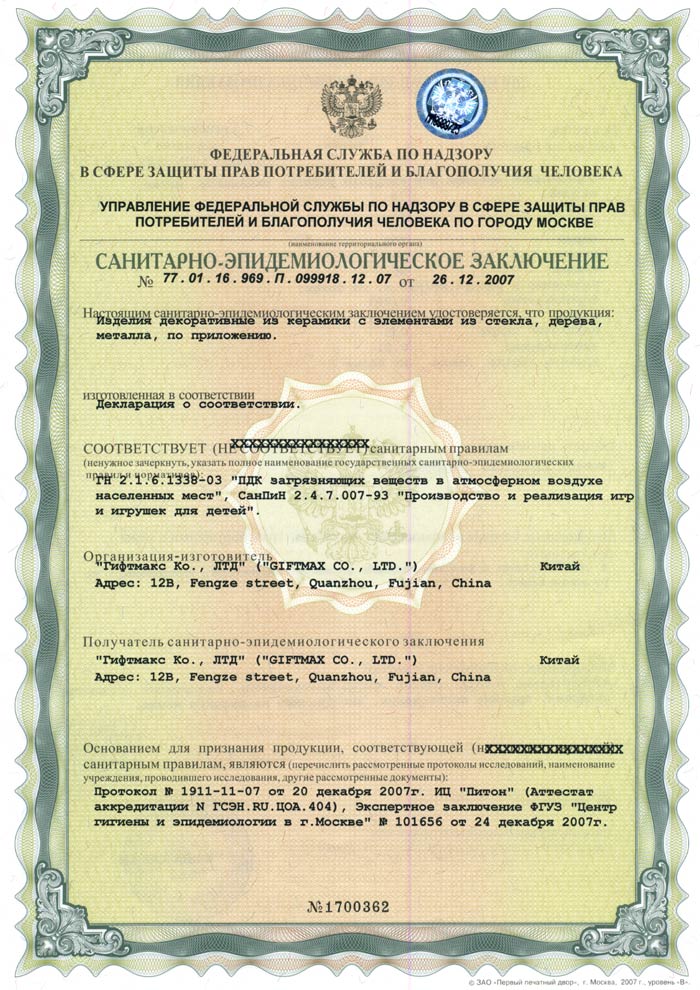 ФЕДЕРАЛЬНАЯ СЛУЖБА ПО НАДЗОРУ
В СФЕРЕ ЗАЩИТЫ ПРАВ ПОТРЕБИТЕЛЕЙ И БЛАГОПОЛУЧИЯ ЧЕЛОВЕКА
УПРАВЛЕНИЕ ФЕДЕРАЛЬНОЙ СЛУЖБЫ ПО НАДЗОРУ В СФЕРЕ ЗАЩИТЫ ПРАВ
ПОТРЕБИТЕЛЕЙ И БЛАГОПОЛУЧИЯ ЧЕЛОВЕКА ПО ГОРОДУ МОСКВЕ
(наименование территориального органа)
САНИТАРНО-ЭПИДЕМИОЛОГИЧЕСКОЕ ЗАКЛЮЧЕНИЕ
№ 77.01.16.969.П.099918.12.07 от 26.12.2007
Настоящим санитарно-эпидемиологическим заключением удостоверяется, что продукция:
Изделия декоративные из керамики с элементами из стекла, дерева,
металла, по приложению.
изготовленная в соответствии
Декларация о соответствии.
СООТВЕТСТВУЕТ (НЕ СООТВЕТСТВУЕТ) санитарным правилам
(ненужное зачеркнуть, указать полное наименование государственных санитарно-эпидемиологических
правил и нормативов):
ГН 2.1.6.1338-03 "ПДК загрязняющих веществ в атмосферном воздухе
населенных мест", СанПиН 2.4.7.007-93 "Производство и реализация игр
и игрушек для детей".
Организация-изготовитель
"Гифтмакс Ко., ЛТД" ("GIFTMAX CO., LTD.") Китай
Адрес: 12B, Fengze street, Quanzhou, Fujian, China
Получатель санитарно-эпидемиологического заключения
"Гифтмакс Ко., ЛТД" ("GIFTMAX CO., LTD.") Китай
Адрес: 12B, Fengze street, Quanzhou, Fujian, China
Основанием для признания продукции, соответствующей (н
санитарным правилам, являются (перечислить рассмотренные протоколы исследований, наименование
учреждения, проводившего исследования, другие рассмотренные документы):
Протокол № 1911-11-07 от 20 декабря 2007г. ИЦ "Питон" (Аттестат
аккредитации N ГСЭН.RU.ЦОА.404), Экспертное заключение ФГУЗ "Центр
гигиены и эпидемиологии в г.Москве" № 101656 от 24 декабря 2007г.
№1700362
© ЗАО «Первый печатный двор», г. Москва, 2007 г., уровень «В».